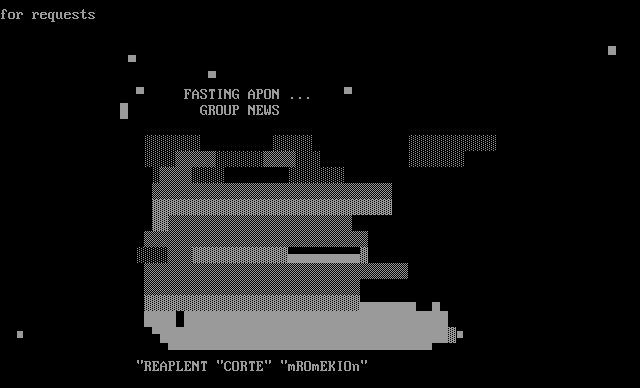 for requests
FASTING APON ...
GROUP NEWS
"REAPLENT "CORTE" "mROmEKIOn"